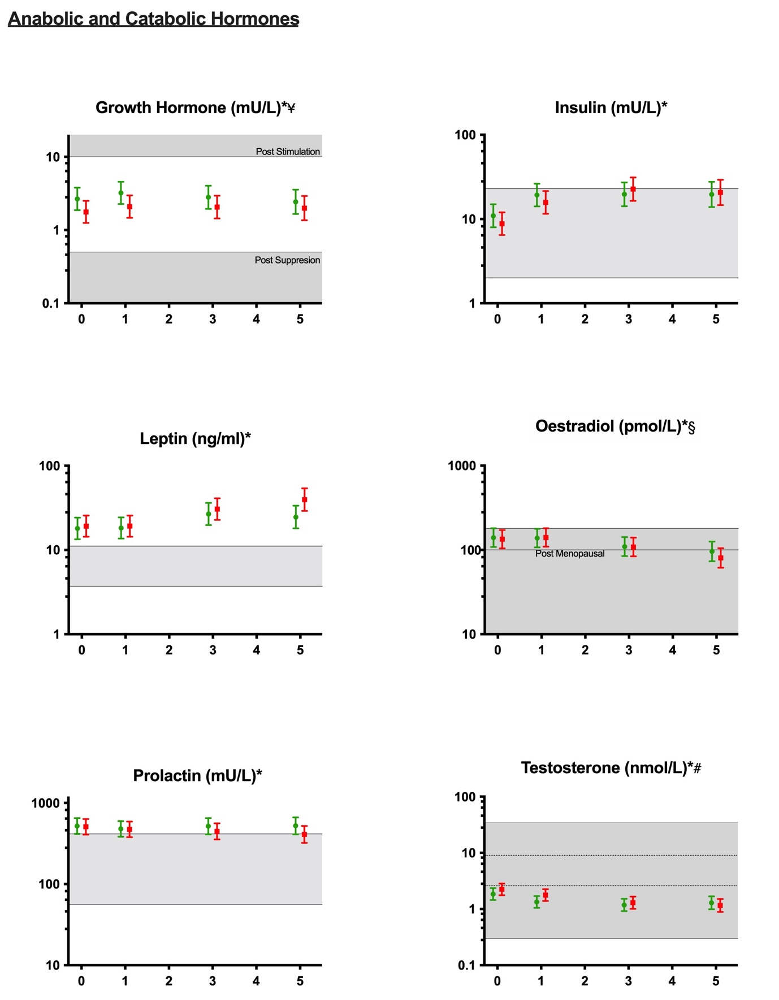 Anabolic and Catabolic Hormones
Growth Hormone (mU/L)*¥
10
1
0.1
Post Stimulation
Post Suppresion
0 1 2 3 4 5
Insulin (mU/L)*
100
10
1
0 1 2 3 4 5
Leptin (ng/ml)*
100
10
1
0 1 2 3 4 5
Oestradiol (pmol/L)*§
1000
100
10
Post Menopausal
0 1 2 3 4 5
Prolactin (mU/L)*
1000
100
10
0 1 2 3 4 5
Testosterone (nmol/L)*#
100
10
1
0.1
0 1 2 3 4 5